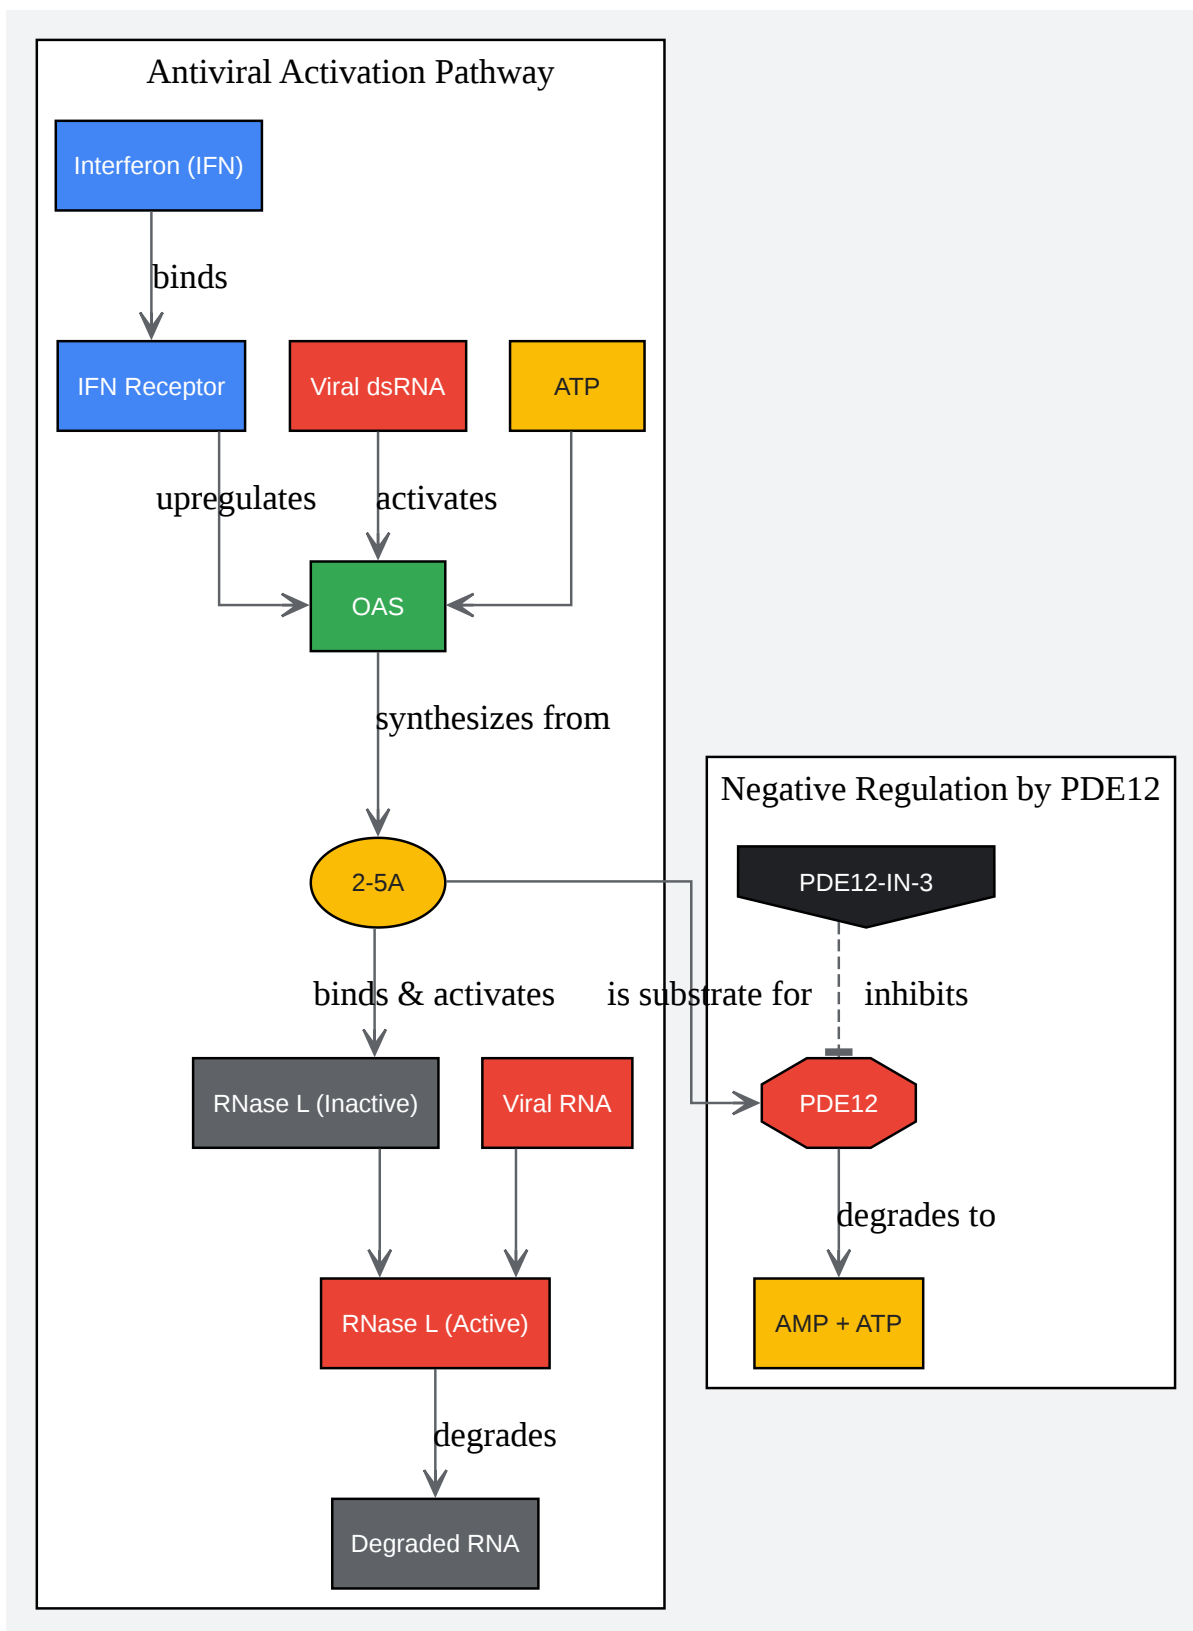 Antiviral Activation Pathway
Interferon (IFN)
binds
IFN Receptor
Viral dsRNA
ATP
upregulates
activates
OAS
synthesizes from
2-5A
binds & activates
RNase L (Inactive)
Viral RNA
RNase L (Active)
degrades
Degraded RNA
is substrate for
Negative Regulation by PDE12
PDE12-IN-3
inhibits
PDE12
degrades to
AMP + ATP